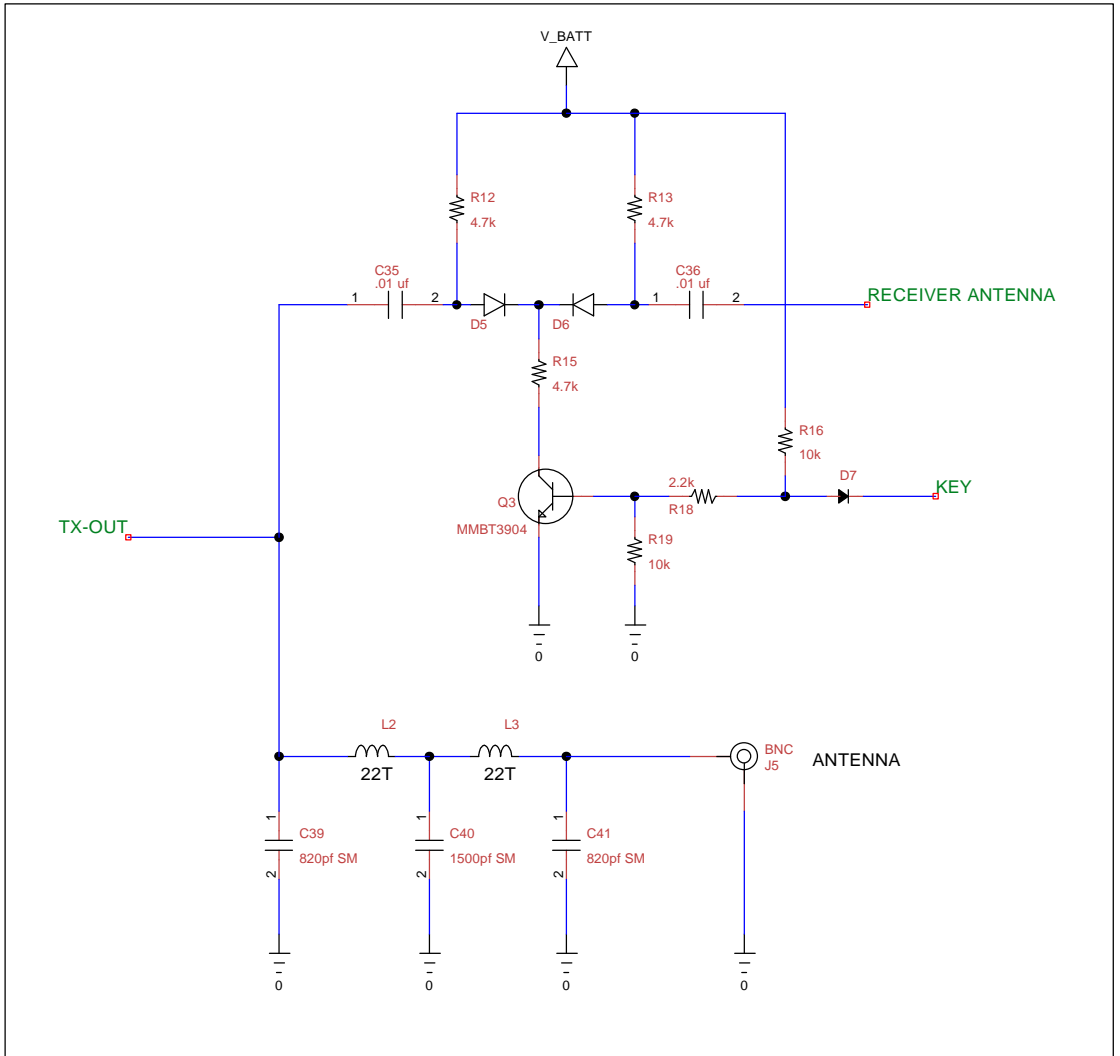 V_BATT
R12
4.7k
R13
4.7k
C35
.01 uf
1
2
D5
D6
C36
.01 uf
1
2
RECEIVER ANTENNA
R15
4.7k
R16
10k
D7
KEY
2.2k
R18
Q3
MMBT3904
R19
10k
TX-OUT
0
0
L2
22T
L3
22T
BNC
J5
ANTENNA
1
C39
820pf SM
2
1
C40
1500pf SM
2
1
C41
820pf SM
2
0
0
0
0